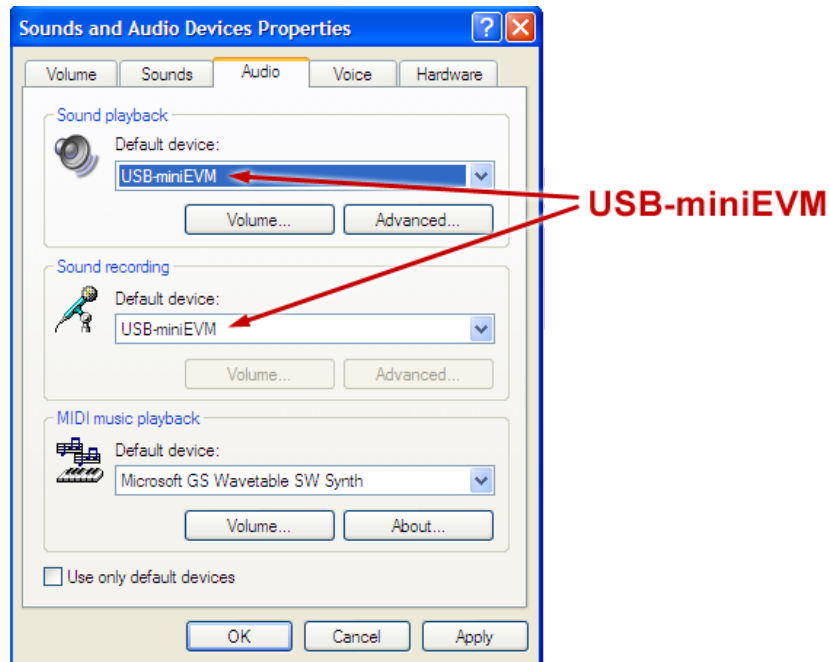 Sounds and Audio Devices Properties
Volume
Sounds
Audio
Voice
Hardware
Sound playback
Default device:
USB-miniEVM
Volume...
Advanced...
USB-miniEVM
Sound recording
Default device:
USB-miniEVM
Volume...
Advanced...
MIDI music playback
Default device:
Microsoft GS Wavetable SW Synth
Volume...
About...
Use only default devices
OK
Cancel
Apply